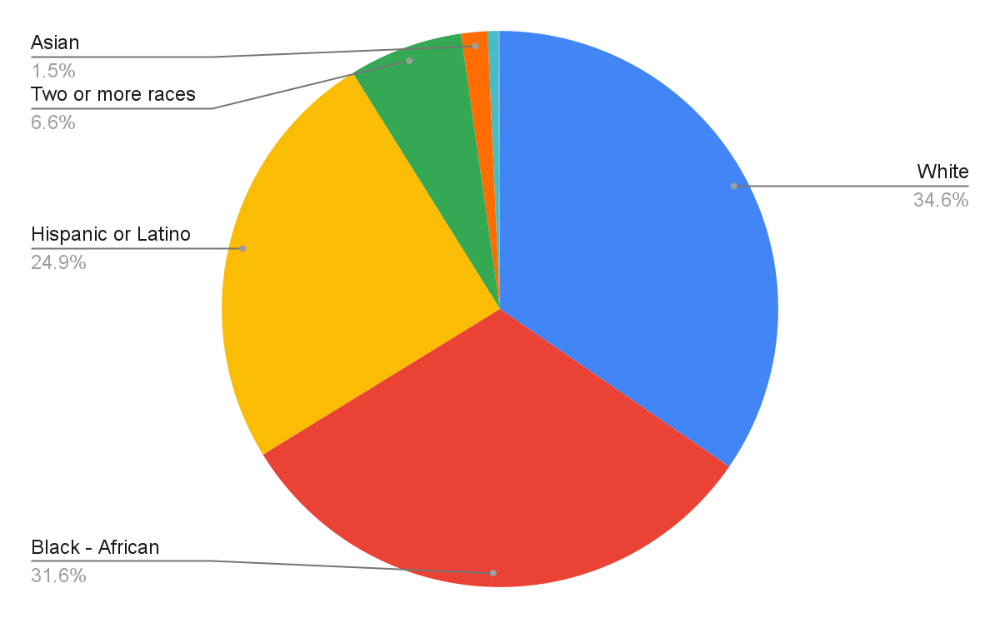 Asian
1.5%
Two or more races
6.6%
Hispanic or Latino
24.9%
Black - African
31.6%
White
34.6%